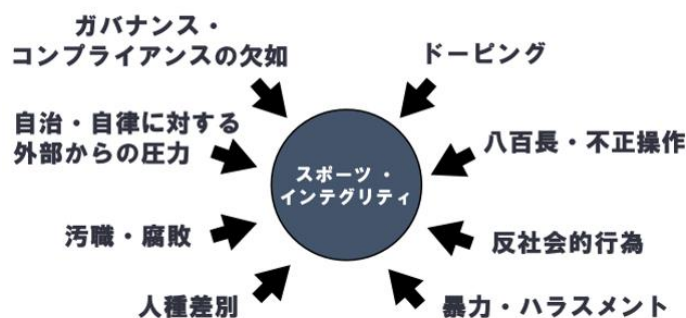 ガバナンス・
コンプライアンスの欠如
ドーピング
自治・自律に対する
外部からの圧力
八百長・不正操作
スポーツ・
インテグリティ
汚職・腐敗
反社会的行為
人種差別
暴力・ハラスメント